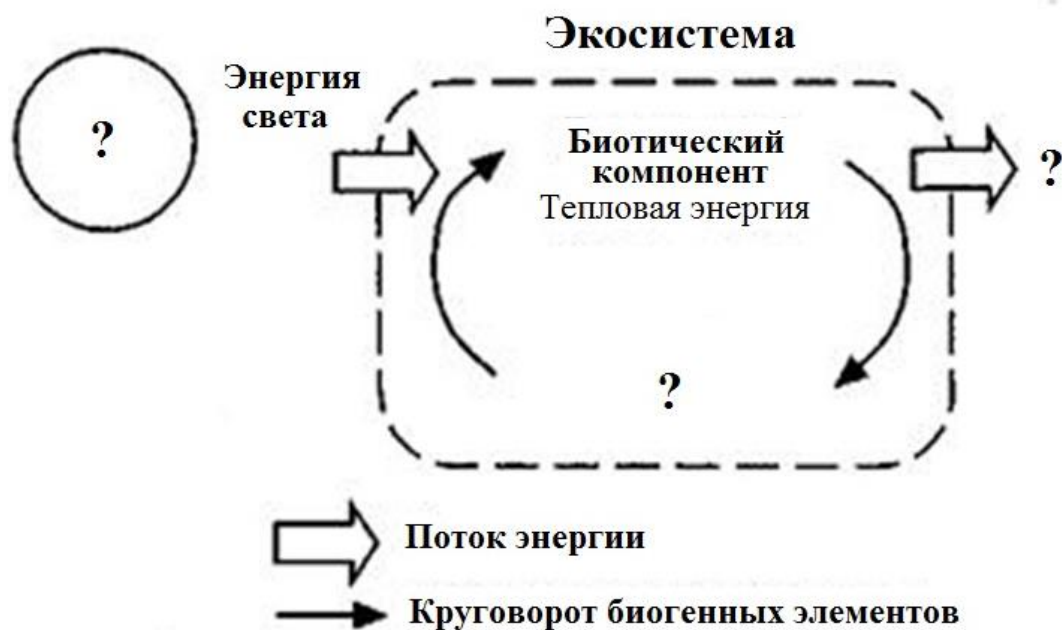 Экосистема
Энергия
света
?
Биотический
компонент
Тепловая энергия
?
?
Поток энергии
Круговорот биогенных элементов